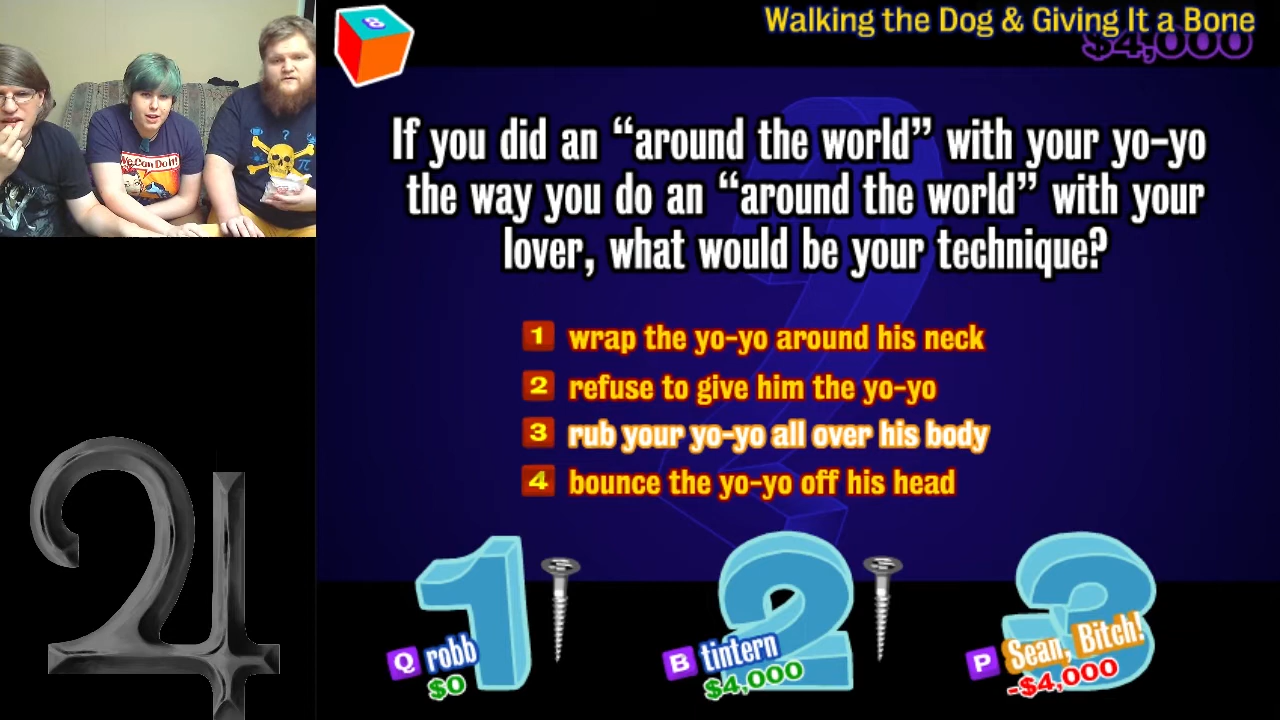 8
Walking the Dog & Giving It a Bone
$4,000
If you did an “around the world” with your yo-yo
the way you do an “around the world” with your
lover, what would be your technique?
1 wrap the yo-yo around his neck
2 refuse to give him the yo-yo
3 rub your yo-yo all over his body
4 bounce the yo-yo off his head
We Can Do It!
?
π
1
2
3
Q robb
$0
B tintern
$4,000
P Sean, Bitch!
-$4,000